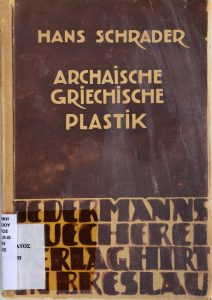 HANS SCHRADER
ARCHAISCHE
GRIECHISCHE
PLASTIK
JEDERMANNS
BUECHEREI
VERLAG HIRT
IN BRESLAU